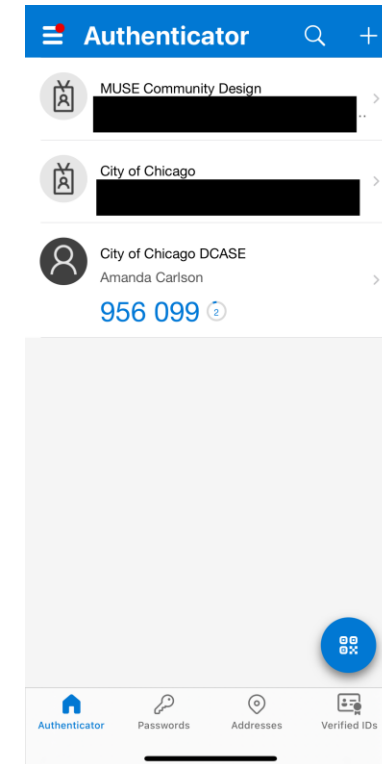 Authenticator
MUSE Community Design
..
City of Chicago
City of Chicago DCASE
Amanda Carlson
956 099 2
Authenticator Passwords Addresses Verified IDs